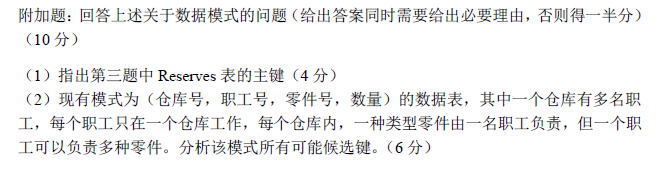 附加题：回答上述关于数据模式的问题（给出答案同时需要给出必要理由，否则得一半分）
（10 分）
（1）指出第三题中 Reserves 表的主键（4 分）
（2）现有模式为（仓库号，职工号，零件号，数量）的数据表，其中一个仓库有多名职
工，每个职工只在一个仓库工作，每个仓库内，一种类型零件由一名职工负责，但一个职
工可以负责多种零件。分析该模式所有可能候选键。（6 分）